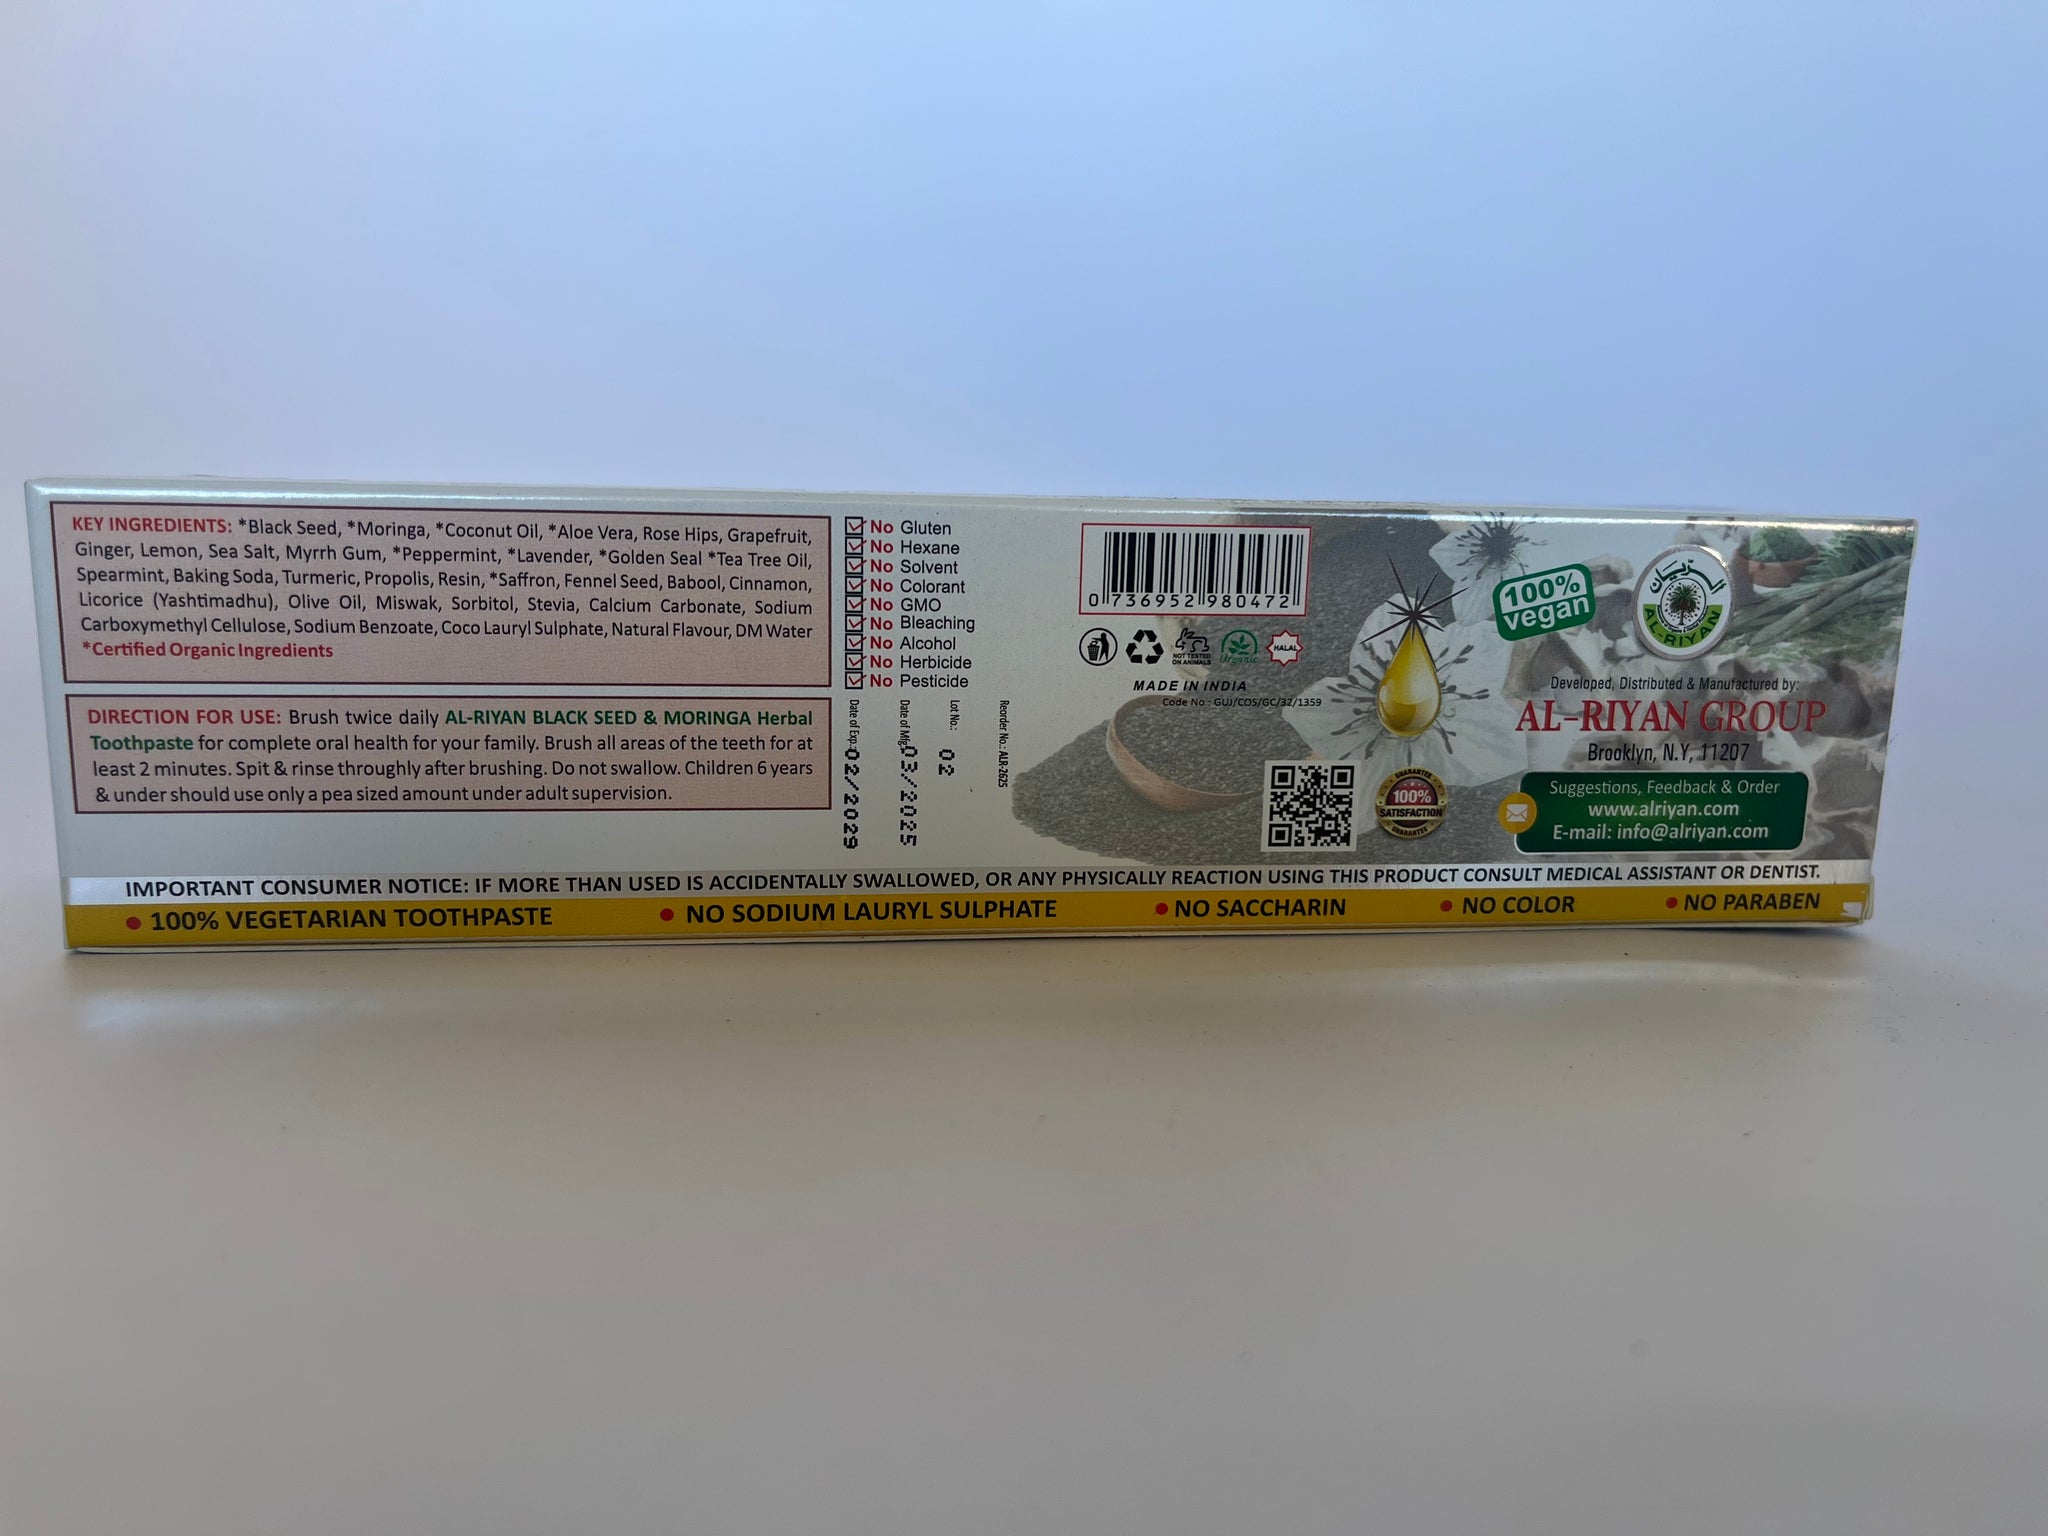 KEY INGREDIENTS: *Black Seed, *Moringa, *Coconut Oil, *Aloe Vera, Rose Hips, Grapefruit,
Ginger, Lemon, Sea Salt, Myrrh Gum, *Peppermint, *Lavender, *Golden Seal *Tea Tree Oil,
Spearmint, Baking Soda, Turmeric, Propolis, Resin, *Saffron, Fennel Seed, Babool, Cinnamon,
Licorice (Yashtimadhu), Olive Oil, Miswak, Sorbitol, Stevia, Calcium Carbonate, Sodium
Carboxymethyl Cellulose, Sodium Benzoate, Coco Lauryl Sulphate, Natural Flavour, DM Water
*Certified Organic Ingredients
DIRECTION FOR USE: Brush twice daily AL-RIYAN BLACK SEED & MORINGA Herbal
Toothpaste for complete oral health for your family. Brush all areas of the teeth for at
least 2 minutes. Spit & rinse throughly after brushing. Do not swallow. Children 6 years
& under should use only a pea sized amount under adult supervision.
No Gluten
No Hexane
No Solvent
No Colorant
No GMO
No Bleaching
No Alcohol
No Herbicide
No Pesticide
Date of Exp.: 02/2029
Date of Mfg. 03/2025
Lot No.: 02
Reorder No.: ALR-2625
0 736952 980472
NOT TESTED
ON ANIMALS
Organic
HALAL
MADE IN INDIA
Code No.: GUJ/COS/GC/32/1359
GUARANTEE
100%
SATISFACTION
GUARANTEE
100%
vegan
الريان
AL-RIYAN
Developed, Distributed & Manufactured by:
AL-RIYAN GROUP
Brooklyn, N.Y, 11207
Suggestions, Feedback & Order
www.alriyan.com
E-mail: info@alriyan.com
IMPORTANT CONSUMER NOTICE: IF MORE THAN USED IS ACCIDENTALLY SWALLOWED, OR ANY PHYSICALLY REACTION USING THIS PRODUCT CONSULT MEDICAL ASSISTANT OR DENTIST.
• 100% VEGETARIAN TOOTHPASTE • NO SODIUM LAURYL SULPHATE • NO SACCHARIN • NO COLOR • NO PARABEN